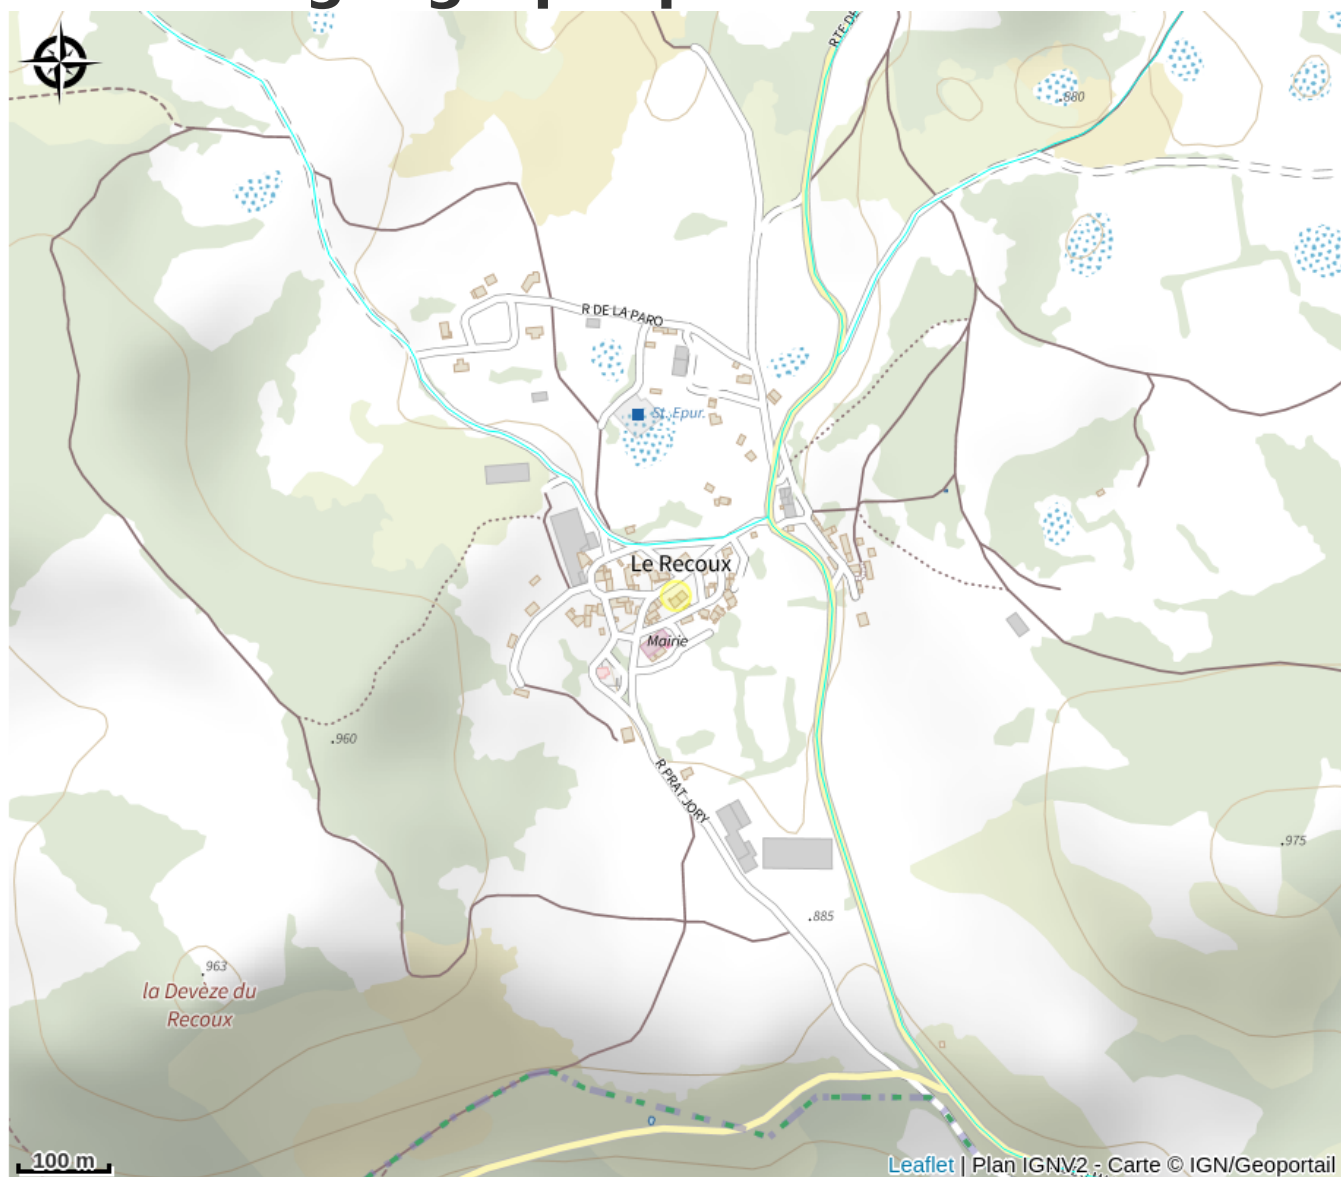 RTE DE
880
R DE LA PARO
St. Epur.
Le Recoux
Mairie
960
R PRAT JORY
975
885
963
la Devèze du
Recoux
100 m
Leaflet | Plan IGNV2 - Carte © IGN/Geoportail